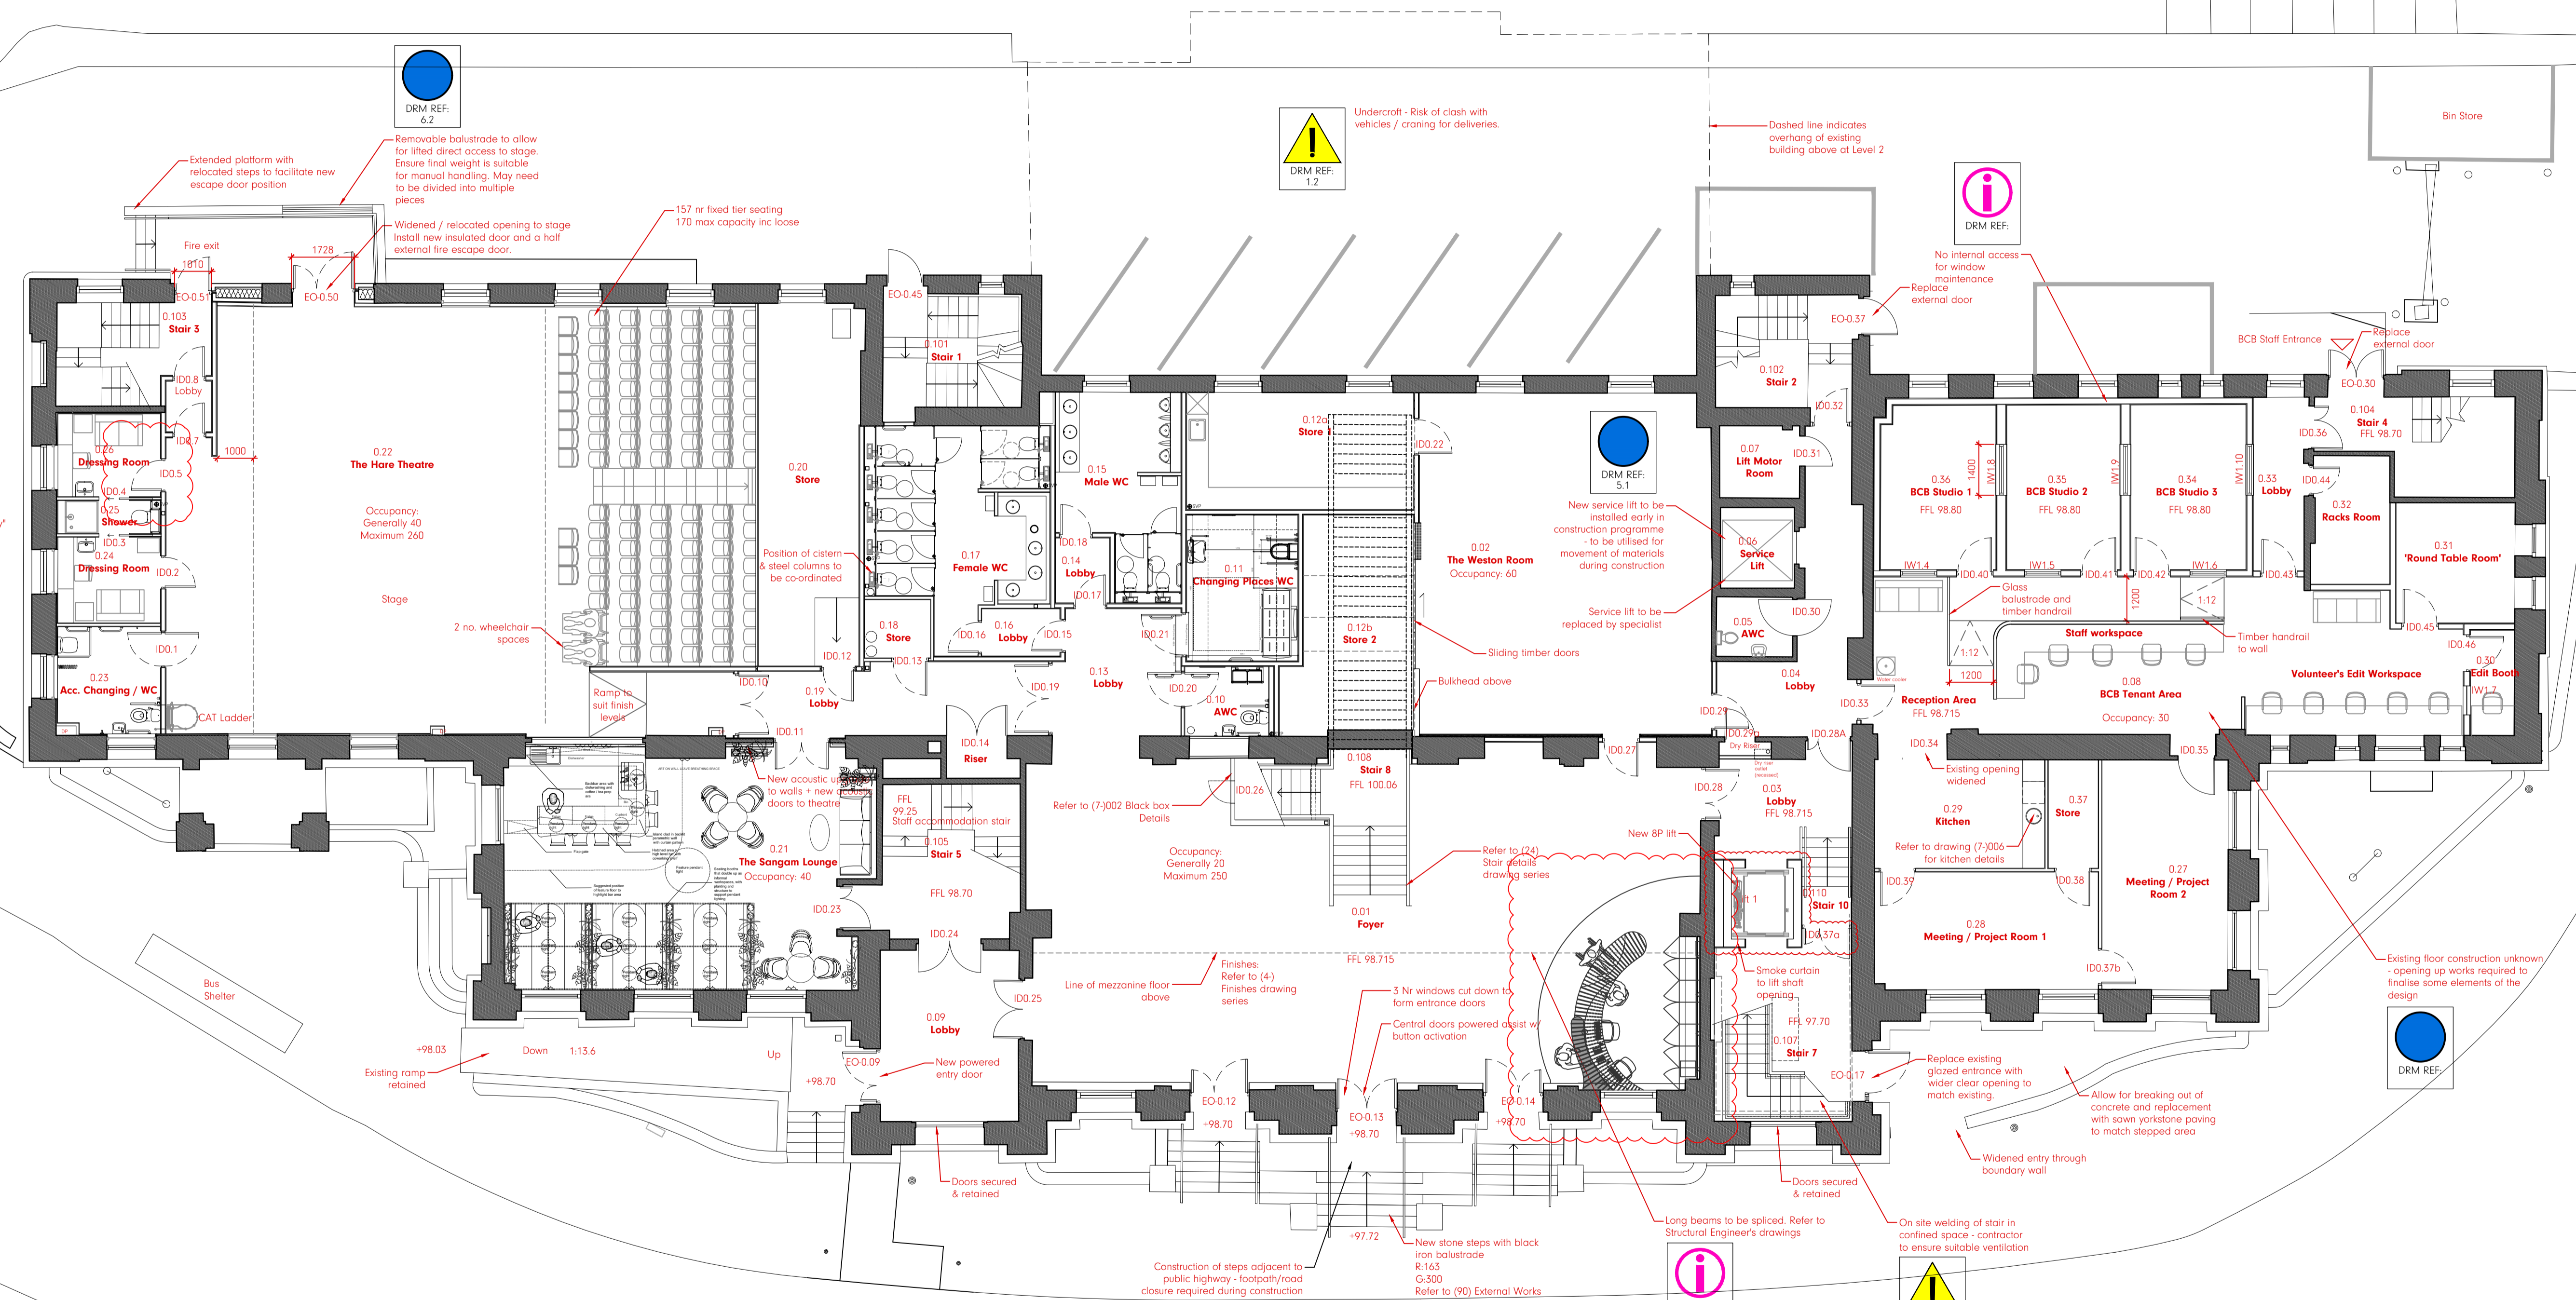 DRM REF:
6.2
Removable balustrade to allow
for lifted direct access to stage.
Ensure final weight is suitable
for manual handling. May need
to be divided into multiple
pieces
Extended platform with
relocated steps to facilitate new
escape door position
Widened / relocated opening to stage
Install new insulated door and a half
external fire escape door.
157 nr fixed tier seating
170 max capacity inc loose
DRM REF:
1.2
Undercroft - Risk of clash with
vehicles / craning for deliveries.
Dashed line indicates
overhang of existing
building above at Level 2
DRM REF:
No internal access
for window
maintenance
Bin Store
Fire exit
1010
1728
EO-0.51
EO-0.50
0.103
Stair 3
ID0.8
Lobby
ID0.7
1000
0.26
Dressing Room
ID0.5
ID0.4
0.25
Shower
ID0.3
0.24
Dressing Room
ID0.2
ID0.1
0.23
Acc. Changing / WC
CAT Ladder
0.22
The Hare Theatre
Occupancy:
Generally 40
Maximum 260
Stage
2 no. wheelchair
spaces
Ramp to
suit finish
levels
0.20
Store
Position of cistern
& steel columns to
be co-ordinated
EO-0.45
0.101
Stair 1
0.17
Female WC
0.18
Store
ID0.12
ID0.13
ID0.16
0.16
Lobby
ID0.15
ID0.10
0.19
Lobby
ID0.11
ID0.14
Riser
ID0.19
0.15
Male WC
ID0.18
0.14
Lobby
ID0.17
ID0.21
0.13
Lobby
ID0.20
0.10
AWC
0.11
Changing Places WC
SVP
0.12a
Store
0.12b
Store 2
ID0.22
0.02
The Weston Room
Occupancy: 60
Sliding timber doors
Bulkhead above
DRM REF:
5.1
New service lift to be
installed early in
construction programme
- to be utilised for
movement of materials
during construction
Service lift to be
replaced by specialist
Replace
external door
EO-0.37
0.102
Stair 2
ID0.32
0.07
Lift Motor
Room
ID0.31
0.06
Service
Lift
ID0.30
0.05
AWC
0.04
Lobby
ID0.29
ID0.29a
Dry Riser
Dry riser
outlet
(recessed)
ID0.28A
ID0.33
0.36
BCB Studio 1
FFL 98.80
1400
IW1.8
0.35
BCB Studio 2
FFL 98.80
IW1.9
0.34
BCB Studio 3
FFL 98.80
IW1.10
0.33
Lobby
BCB Staff Entrance
Replace
external door
EO-0.30
0.104
Stair 4
FFL 98.70
ID0.36
ID0.44
0.32
Racks Room
0.31
'Round Table Room'
ID0.45
ID0.46
0.30
Edit Booth
IW1.7
IW1.4
ID0.40
IW1.5
ID0.41
ID0.42
IW1.6
ID0.43
Glass
balustrade and
timber handrail
1200
1:12
1:12
1200
Staff workspace
Timber handrail
to wall
Water cooler
Reception Area
FFL 98.715
0.08
BCB Tenant Area
Occupancy: 30
Volunteer's Edit Workspace
ID0.34
Existing opening
widened
ID0.35
0.29
Kitchen
Refer to drawing (7-)006
for kitchen details
0.37
Store
ID0.39
ID0.38
0.28
Meeting / Project Room 1
0.27
Meeting / Project
Room 2
ID0.37b
Existing floor construction unknown
- opening up works required to
finalise some elements of the
design
DRM REF:
New acoustic
to walls + new acoustic
doors to theatre
0.21
The Sangam Lounge
Occupancy: 40
ID0.23
FFL
99.25
Staff accommodation stair
0.105
Stair 5
FFL 98.70
ID0.24
0.09
Lobby
ID0.25
EO-0.09
New powered
entry door
Bus
Shelter
+98.03
Down
1:13.6
Up
+98.70
Existing ramp
retained
Doors secured
& retained
Refer to (7-)002 Black box
Details
ID0.26
0.108
Stair 8
FFL 100.06
Refer to (24)
Stair details
drawing series
Occupancy:
Generally 20
Maximum 250
0.01
Foyer
FFL 98.715
Line of mezzanine floor
above
Finishes:
Refer to (4-)
Finishes drawing
series
3 Nr windows cut down to
form entrance doors
Central doors powered assist w/
button activation
EO-0.12
+98.70
EO-0.13
+98.70
EO-0.14
+98.70
+97.72
ID0.27
ID0.28
0.03
Lobby
FFL 98.715
New 8P lift
0.110
Stair 10
ID0.37a
Smoke curtain
to lift shaft
opening
FFL 97.70
0.107
Stair 7
EO-0.17
Replace existing
glazed entrance with
wider clear opening to
match existing.
Allow for breaking out of
concrete and replacement
with sawn yorkstone paving
to match stepped area
Widened entry through
boundary wall
Doors secured
& retained
Long beams to be spliced. Refer to
Structural Engineer's drawings
On site welding of stair in
confined space - contractor
to ensure suitable ventilation
Construction of steps adjacent to
public highway - footpath/road
closure required during construction
New stone steps with black
iron balustrade
R:163
G:300
Refer to (90) External Works